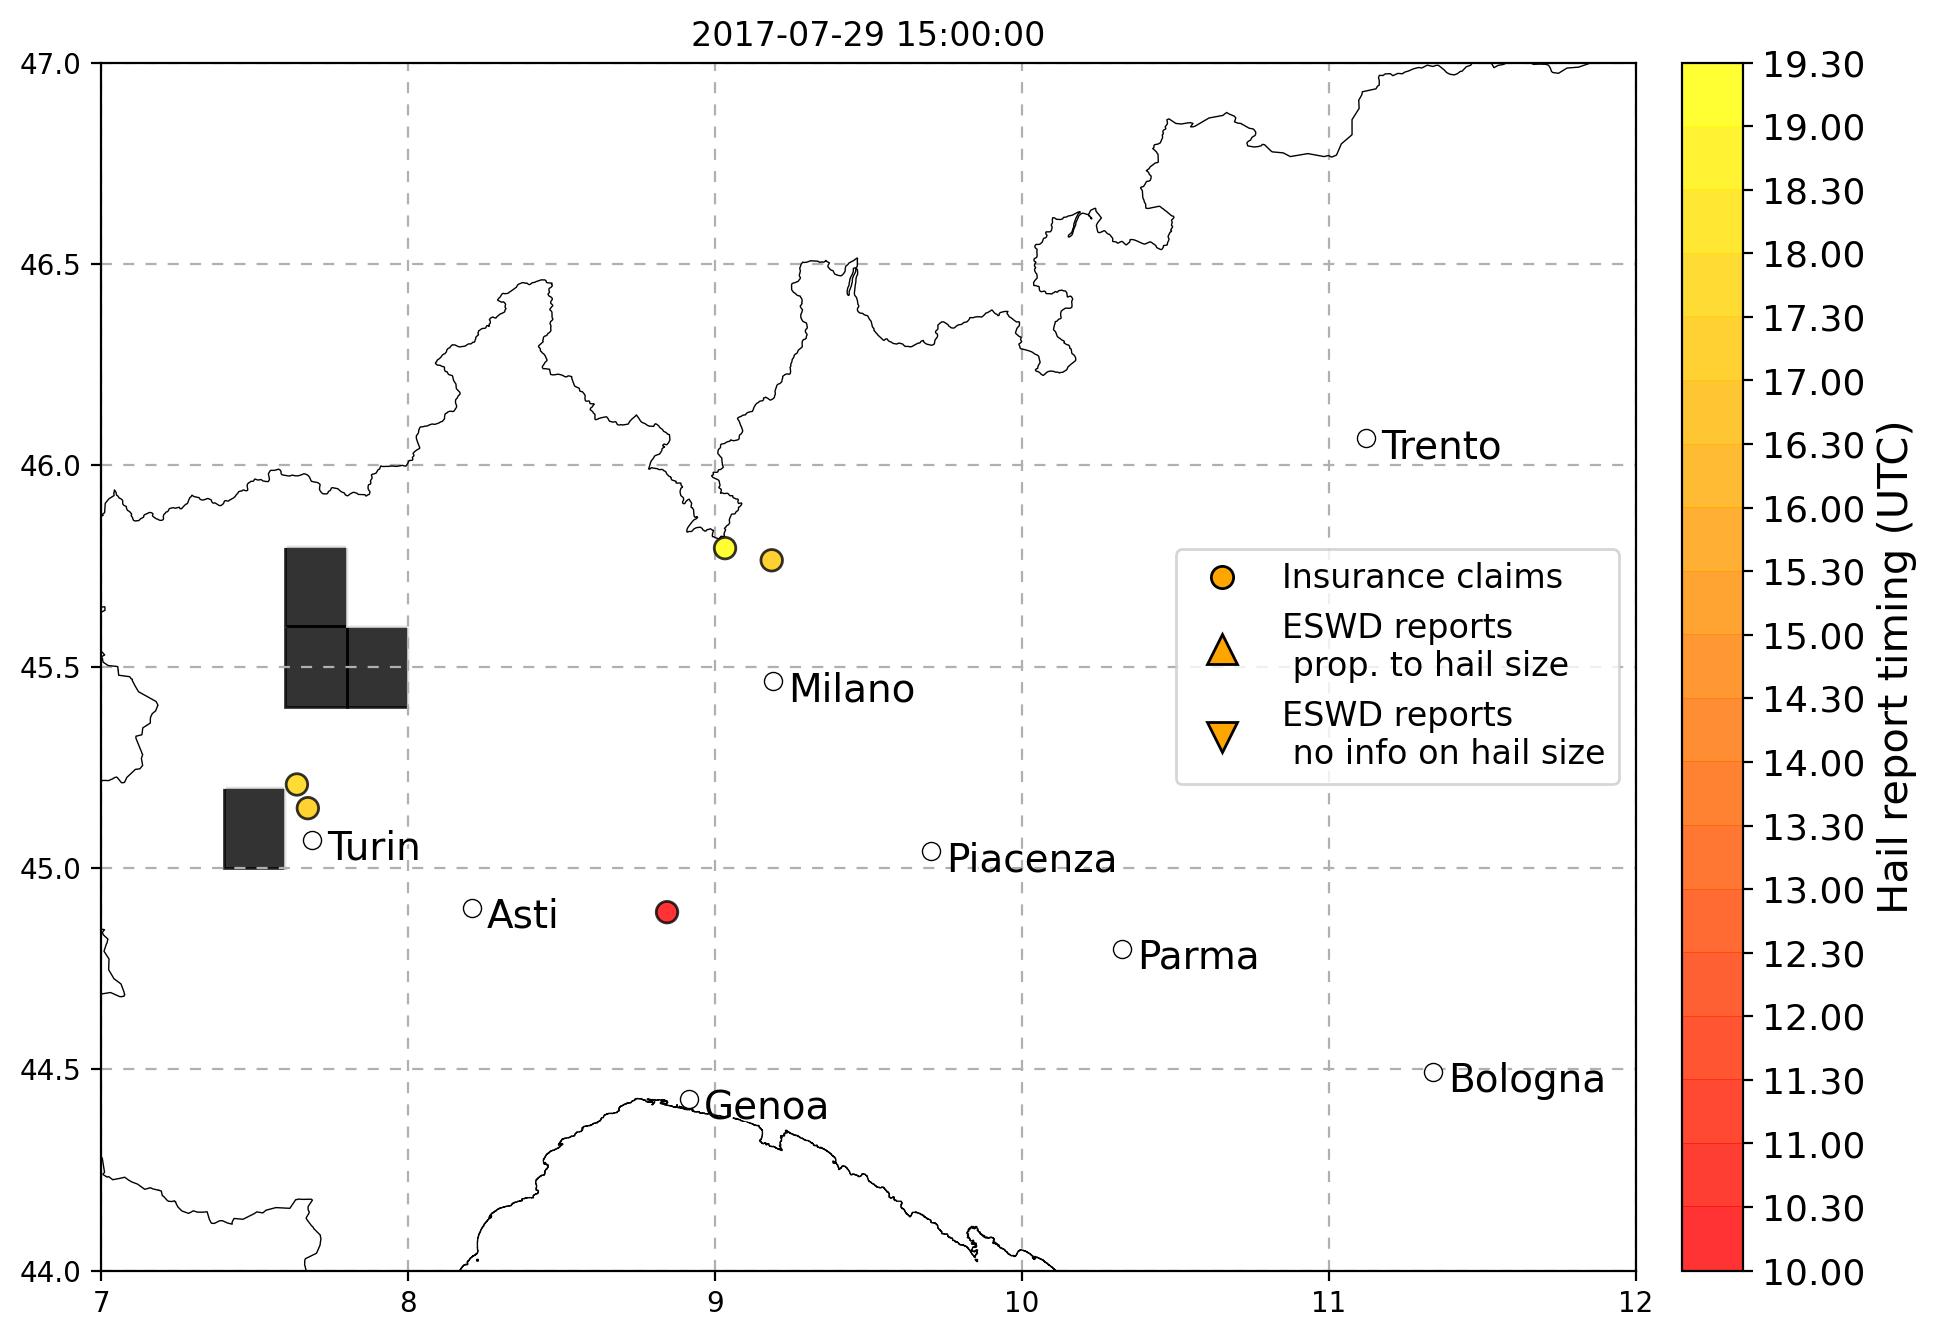 2017-07-29 15:00:00
47.0
46.5
46.0
45.5
45.0
44.5
44.0
7
8
9
10
11
12
Trento
Milano
Turin
Piacenza
Asti
Parma
Bologna
Genoa
Insurance claims
ESWD reports
prop. to hail size
ESWD reports
no info on hail size
19.30
19.00
18.30
18.00
17.30
17.00
16.30
16.00
15.30
15.00
14.30
14.00
13.30
13.00
12.30
12.00
11.30
11.00
10.30
10.00
Hail report timing (UTC)